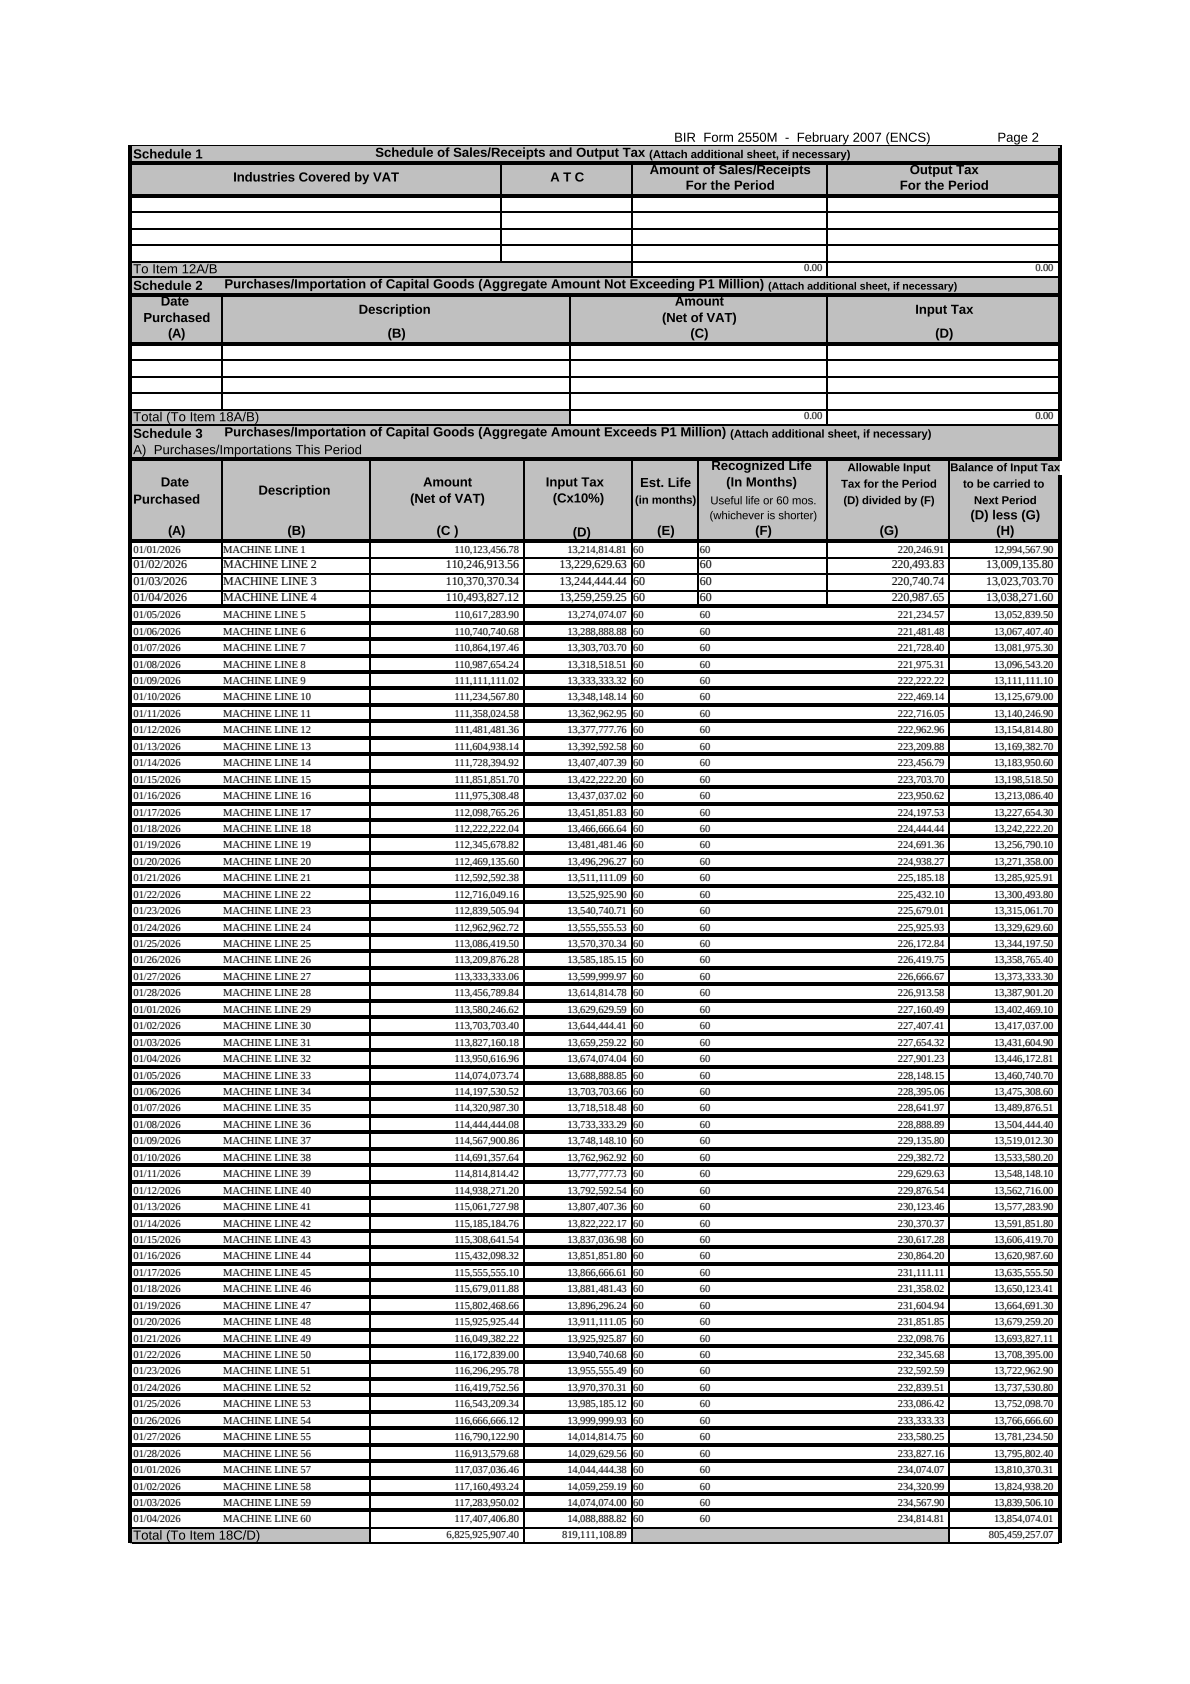 BIR Form 2550M - February 2007 (ENCS) Page 2
Schedule 1 Schedule of Sales/Receipts and Output Tax (Attach additional sheet, if necessary)
Industries Covered by VAT A T C Amount of Sales/Receipts For the Period Output Tax For the Period
To Item 12A/B 0.00 0.00
Schedule 2 Purchases/Importation of Capital Goods (Aggregate Amount Not Exceeding P1 Million) (Attach additional sheet, if necessary)
Date Purchased (A) Description (B) Amount (Net of VAT) (C) Input Tax (D)
Total (To Item 18A/B) 0.00 0.00
Schedule 3 Purchases/Importation of Capital Goods (Aggregate Amount Exceeds P1 Million) (Attach additional sheet, if necessary)
A) Purchases/Importations This Period
Date Purchased (A) Description (B) Amount (Net of VAT) (C ) Input Tax (Cx10%) (D) Est. Life (in months) (E) Recognized Life (In Months) Useful life or 60 mos. (whichever is shorter) (F) Allowable Input Tax for the Period (D) divided by (F) (G) Balance of Input Tax to be carried to Next Period (D) less (G) (H)
01/01/2026 MACHINE LINE 1 110,123,456.78 13,214,814.81 60 60 220,246.91 12,994,567.90
01/02/2026 MACHINE LINE 2 110,246,913.56 13,229,629.63 60 60 220,493.83 13,009,135.80
01/03/2026 MACHINE LINE 3 110,370,370.34 13,244,444.44 60 60 220,740.74 13,023,703.70
01/04/2026 MACHINE LINE 4 110,493,827.12 13,259,259.25 60 60 220,987.65 13,038,271.60
01/05/2026 MACHINE LINE 5 110,617,283.90 13,274,074.07 60 60 221,234.57 13,052,839.50
01/06/2026 MACHINE LINE 6 110,740,740.68 13,288,888.88 60 60 221,481.48 13,067,407.40
01/07/2026 MACHINE LINE 7 110,864,197.46 13,303,703.70 60 60 221,728.40 13,081,975.30
01/08/2026 MACHINE LINE 8 110,987,654.24 13,318,518.51 60 60 221,975.31 13,096,543.20
01/09/2026 MACHINE LINE 9 111,111,111.02 13,333,333.32 60 60 222,222.22 13,111,111.10
01/10/2026 MACHINE LINE 10 111,234,567.80 13,348,148.14 60 60 222,469.14 13,125,679.00
01/11/2026 MACHINE LINE 11 111,358,024.58 13,362,962.95 60 60 222,716.05 13,140,246.90
01/12/2026 MACHINE LINE 12 111,481,481.36 13,377,777.76 60 60 222,962.96 13,154,814.80
01/13/2026 MACHINE LINE 13 111,604,938.14 13,392,592.58 60 60 223,209.88 13,169,382.70
01/14/2026 MACHINE LINE 14 111,728,394.92 13,407,407.39 60 60 223,456.79 13,183,950.60
01/15/2026 MACHINE LINE 15 111,851,851.70 13,422,222.20 60 60 223,703.70 13,198,518.50
01/16/2026 MACHINE LINE 16 111,975,308.48 13,437,037.02 60 60 223,950.62 13,213,086.40
01/17/2026 MACHINE LINE 17 112,098,765.26 13,451,851.83 60 60 224,197.53 13,227,654.30
01/18/2026 MACHINE LINE 18 112,222,222.04 13,466,666.64 60 60 224,444.44 13,242,222.20
01/19/2026 MACHINE LINE 19 112,345,678.82 13,481,481.46 60 60 224,691.36 13,256,790.10
01/20/2026 MACHINE LINE 20 112,469,135.60 13,496,296.27 60 60 224,938.27 13,271,358.00
01/21/2026 MACHINE LINE 21 112,592,592.38 13,511,111.09 60 60 225,185.18 13,285,925.91
01/22/2026 MACHINE LINE 22 112,716,049.16 13,525,925.90 60 60 225,432.10 13,300,493.80
01/23/2026 MACHINE LINE 23 112,839,505.94 13,540,740.71 60 60 225,679.01 13,315,061.70
01/24/2026 MACHINE LINE 24 112,962,962.72 13,555,555.53 60 60 225,925.93 13,329,629.60
01/25/2026 MACHINE LINE 25 113,086,419.50 13,570,370.34 60 60 226,172.84 13,344,197.50
01/26/2026 MACHINE LINE 26 113,209,876.28 13,585,185.15 60 60 226,419.75 13,358,765.40
01/27/2026 MACHINE LINE 27 113,333,333.06 13,599,999.97 60 60 226,666.67 13,373,333.30
01/28/2026 MACHINE LINE 28 113,456,789.84 13,614,814.78 60 60 226,913.58 13,387,901.20
01/01/2026 MACHINE LINE 29 113,580,246.62 13,629,629.59 60 60 227,160.49 13,402,469.10
01/02/2026 MACHINE LINE 30 113,703,703.40 13,644,444.41 60 60 227,407.41 13,417,037.00
01/03/2026 MACHINE LINE 31 113,827,160.18 13,659,259.22 60 60 227,654.32 13,431,604.90
01/04/2026 MACHINE LINE 32 113,950,616.96 13,674,074.04 60 60 227,901.23 13,446,172.81
01/05/2026 MACHINE LINE 33 114,074,073.74 13,688,888.85 60 60 228,148.15 13,460,740.70
01/06/2026 MACHINE LINE 34 114,197,530.52 13,703,703.66 60 60 228,395.06 13,475,308.60
01/07/2026 MACHINE LINE 35 114,320,987.30 13,718,518.48 60 60 228,641.97 13,489,876.51
01/08/2026 MACHINE LINE 36 114,444,444.08 13,733,333.29 60 60 228,888.89 13,504,444.40
01/09/2026 MACHINE LINE 37 114,567,900.86 13,748,148.10 60 60 229,135.80 13,519,012.30
01/10/2026 MACHINE LINE 38 114,691,357.64 13,762,962.92 60 60 229,382.72 13,533,580.20
01/11/2026 MACHINE LINE 39 114,814,814.42 13,777,777.73 60 60 229,629.63 13,548,148.10
01/12/2026 MACHINE LINE 40 114,938,271.20 13,792,592.54 60 60 229,876.54 13,562,716.00
01/13/2026 MACHINE LINE 41 115,061,727.98 13,807,407.36 60 60 230,123.46 13,577,283.90
01/14/2026 MACHINE LINE 42 115,185,184.76 13,822,222.17 60 60 230,370.37 13,591,851.80
01/15/2026 MACHINE LINE 43 115,308,641.54 13,837,036.98 60 60 230,617.28 13,606,419.70
01/16/2026 MACHINE LINE 44 115,432,098.32 13,851,851.80 60 60 230,864.20 13,620,987.60
01/17/2026 MACHINE LINE 45 115,555,555.10 13,866,666.61 60 60 231,111.11 13,635,555.50
01/18/2026 MACHINE LINE 46 115,679,011.88 13,881,481.43 60 60 231,358.02 13,650,123.41
01/19/2026 MACHINE LINE 47 115,802,468.66 13,896,296.24 60 60 231,604.94 13,664,691.30
01/20/2026 MACHINE LINE 48 115,925,925.44 13,911,111.05 60 60 231,851.85 13,679,259.20
01/21/2026 MACHINE LINE 49 116,049,382.22 13,925,925.87 60 60 232,098.76 13,693,827.11
01/22/2026 MACHINE LINE 50 116,172,839.00 13,940,740.68 60 60 232,345.68 13,708,395.00
01/23/2026 MACHINE LINE 51 116,296,295.78 13,955,555.49 60 60 232,592.59 13,722,962.90
01/24/2026 MACHINE LINE 52 116,419,752.56 13,970,370.31 60 60 232,839.51 13,737,530.80
01/25/2026 MACHINE LINE 53 116,543,209.34 13,985,185.12 60 60 233,086.42 13,752,098.70
01/26/2026 MACHINE LINE 54 116,666,666.12 13,999,999.93 60 60 233,333.33 13,766,666.60
01/27/2026 MACHINE LINE 55 116,790,122.90 14,014,814.75 60 60 233,580.25 13,781,234.50
01/28/2026 MACHINE LINE 56 116,913,579.68 14,029,629.56 60 60 233,827.16 13,795,802.40
01/01/2026 MACHINE LINE 57 117,037,036.46 14,044,444.38 60 60 234,074.07 13,810,370.31
01/02/2026 MACHINE LINE 58 117,160,493.24 14,059,259.19 60 60 234,320.99 13,824,938.20
01/03/2026 MACHINE LINE 59 117,283,950.02 14,074,074.00 60 60 234,567.90 13,839,506.10
01/04/2026 MACHINE LINE 60 117,407,406.80 14,088,888.82 60 60 234,814.81 13,854,074.01
Total (To Item 18C/D) 6,825,925,907.40 819,111,108.89 805,459,257.07